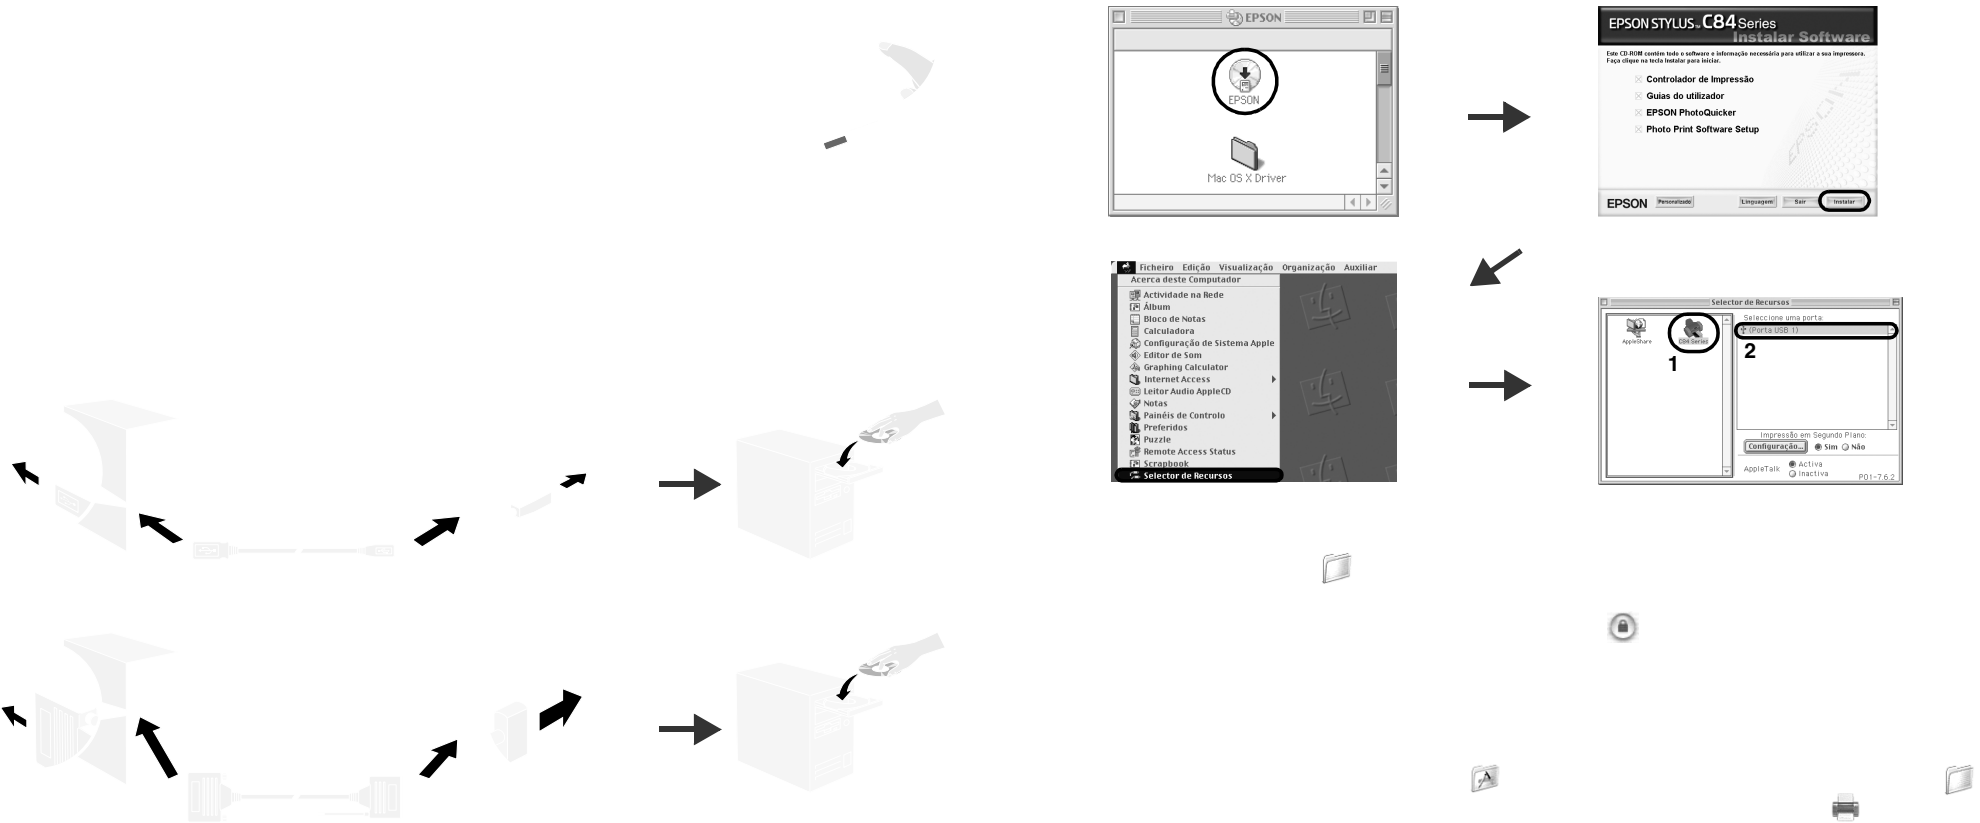 EPSON
EPSON
Mac OS X Driver
EPSON STYLUS™ C84 Series
Instalar Software
Este CD-ROM contém todo o software e informação necessária para utilizar a sua impressora.
Faça clique na tecla Instalar para iniciar.
Controlador de Impressão
Guias do utilizador
EPSON PhotoQuicker
Photo Print Software Setup
EPSON
EPSON Personalizado Linguagem Sair Instalar
Ficheiro Edição Visualização Organização Auxiliar
Acerca deste Computador
Actividade na Rede
Álbum
Bloco de Notas
Calculadora
Configuração de Sistema Apple
Editor de Som
Graphing Calculator
Internet Access
Leitor Audio AppleCD
Notas
Painéis de Controlo
Preferidos
Puzzle
Remote Access Status
Scrapbook
Selector de Recursos
Selector de Recursos
AppleShare
C84 Series
1
Seleccione uma porta:
(Porta USB 1)
2
Impressão em Segundo Plano:
Configuração... Sim Não
AppleTalk Activa
Inactiva
P01-7.6.2